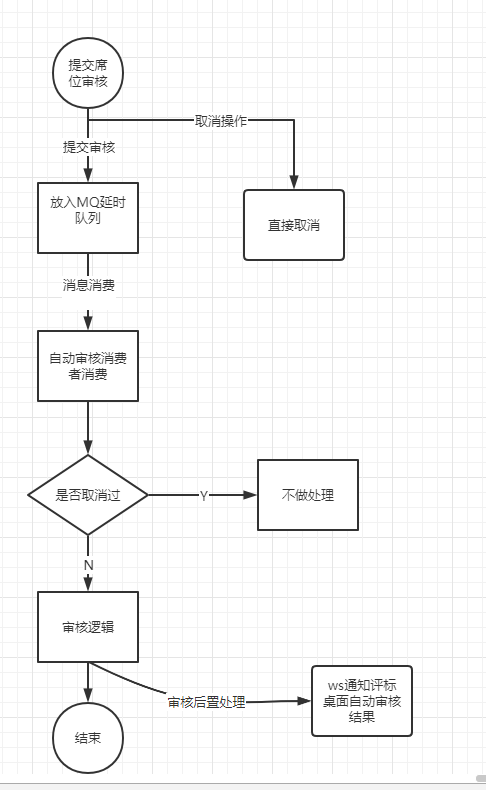 提交席
位审核
取消操作
提交审核
放入MQ延时
队列
直接取消
消息消费
自动审核消费
者消费
是否取消过
Y
不做处理
N
审核逻辑
ws通知评标
桌面自动审核
结果
审核后置处理
结束